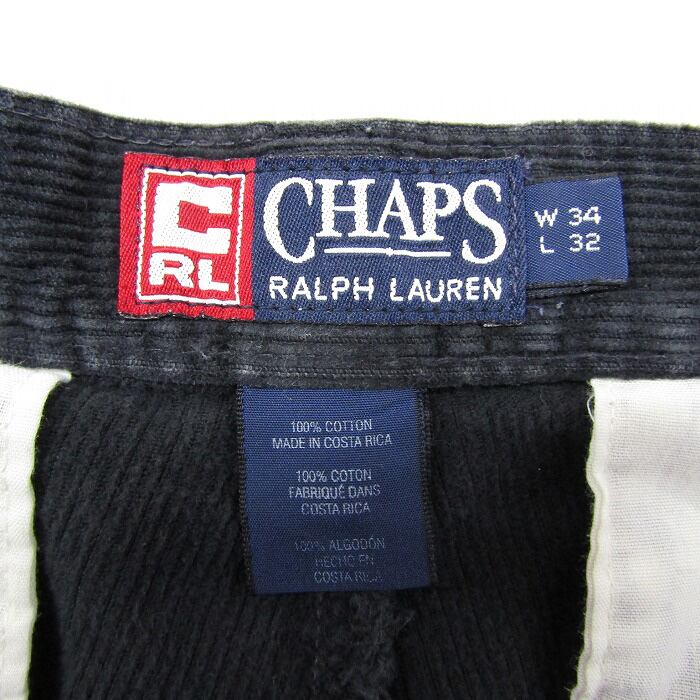 C
RL
CHAPS
RALPH LAUREN
W 34
L 32
100% COTTON
MADE IN COSTA RICA
100% COTON
FABRIQUÉ DANS
COSTA RICA
100% ALGODÓN
HECHO EN
COSTA RICA